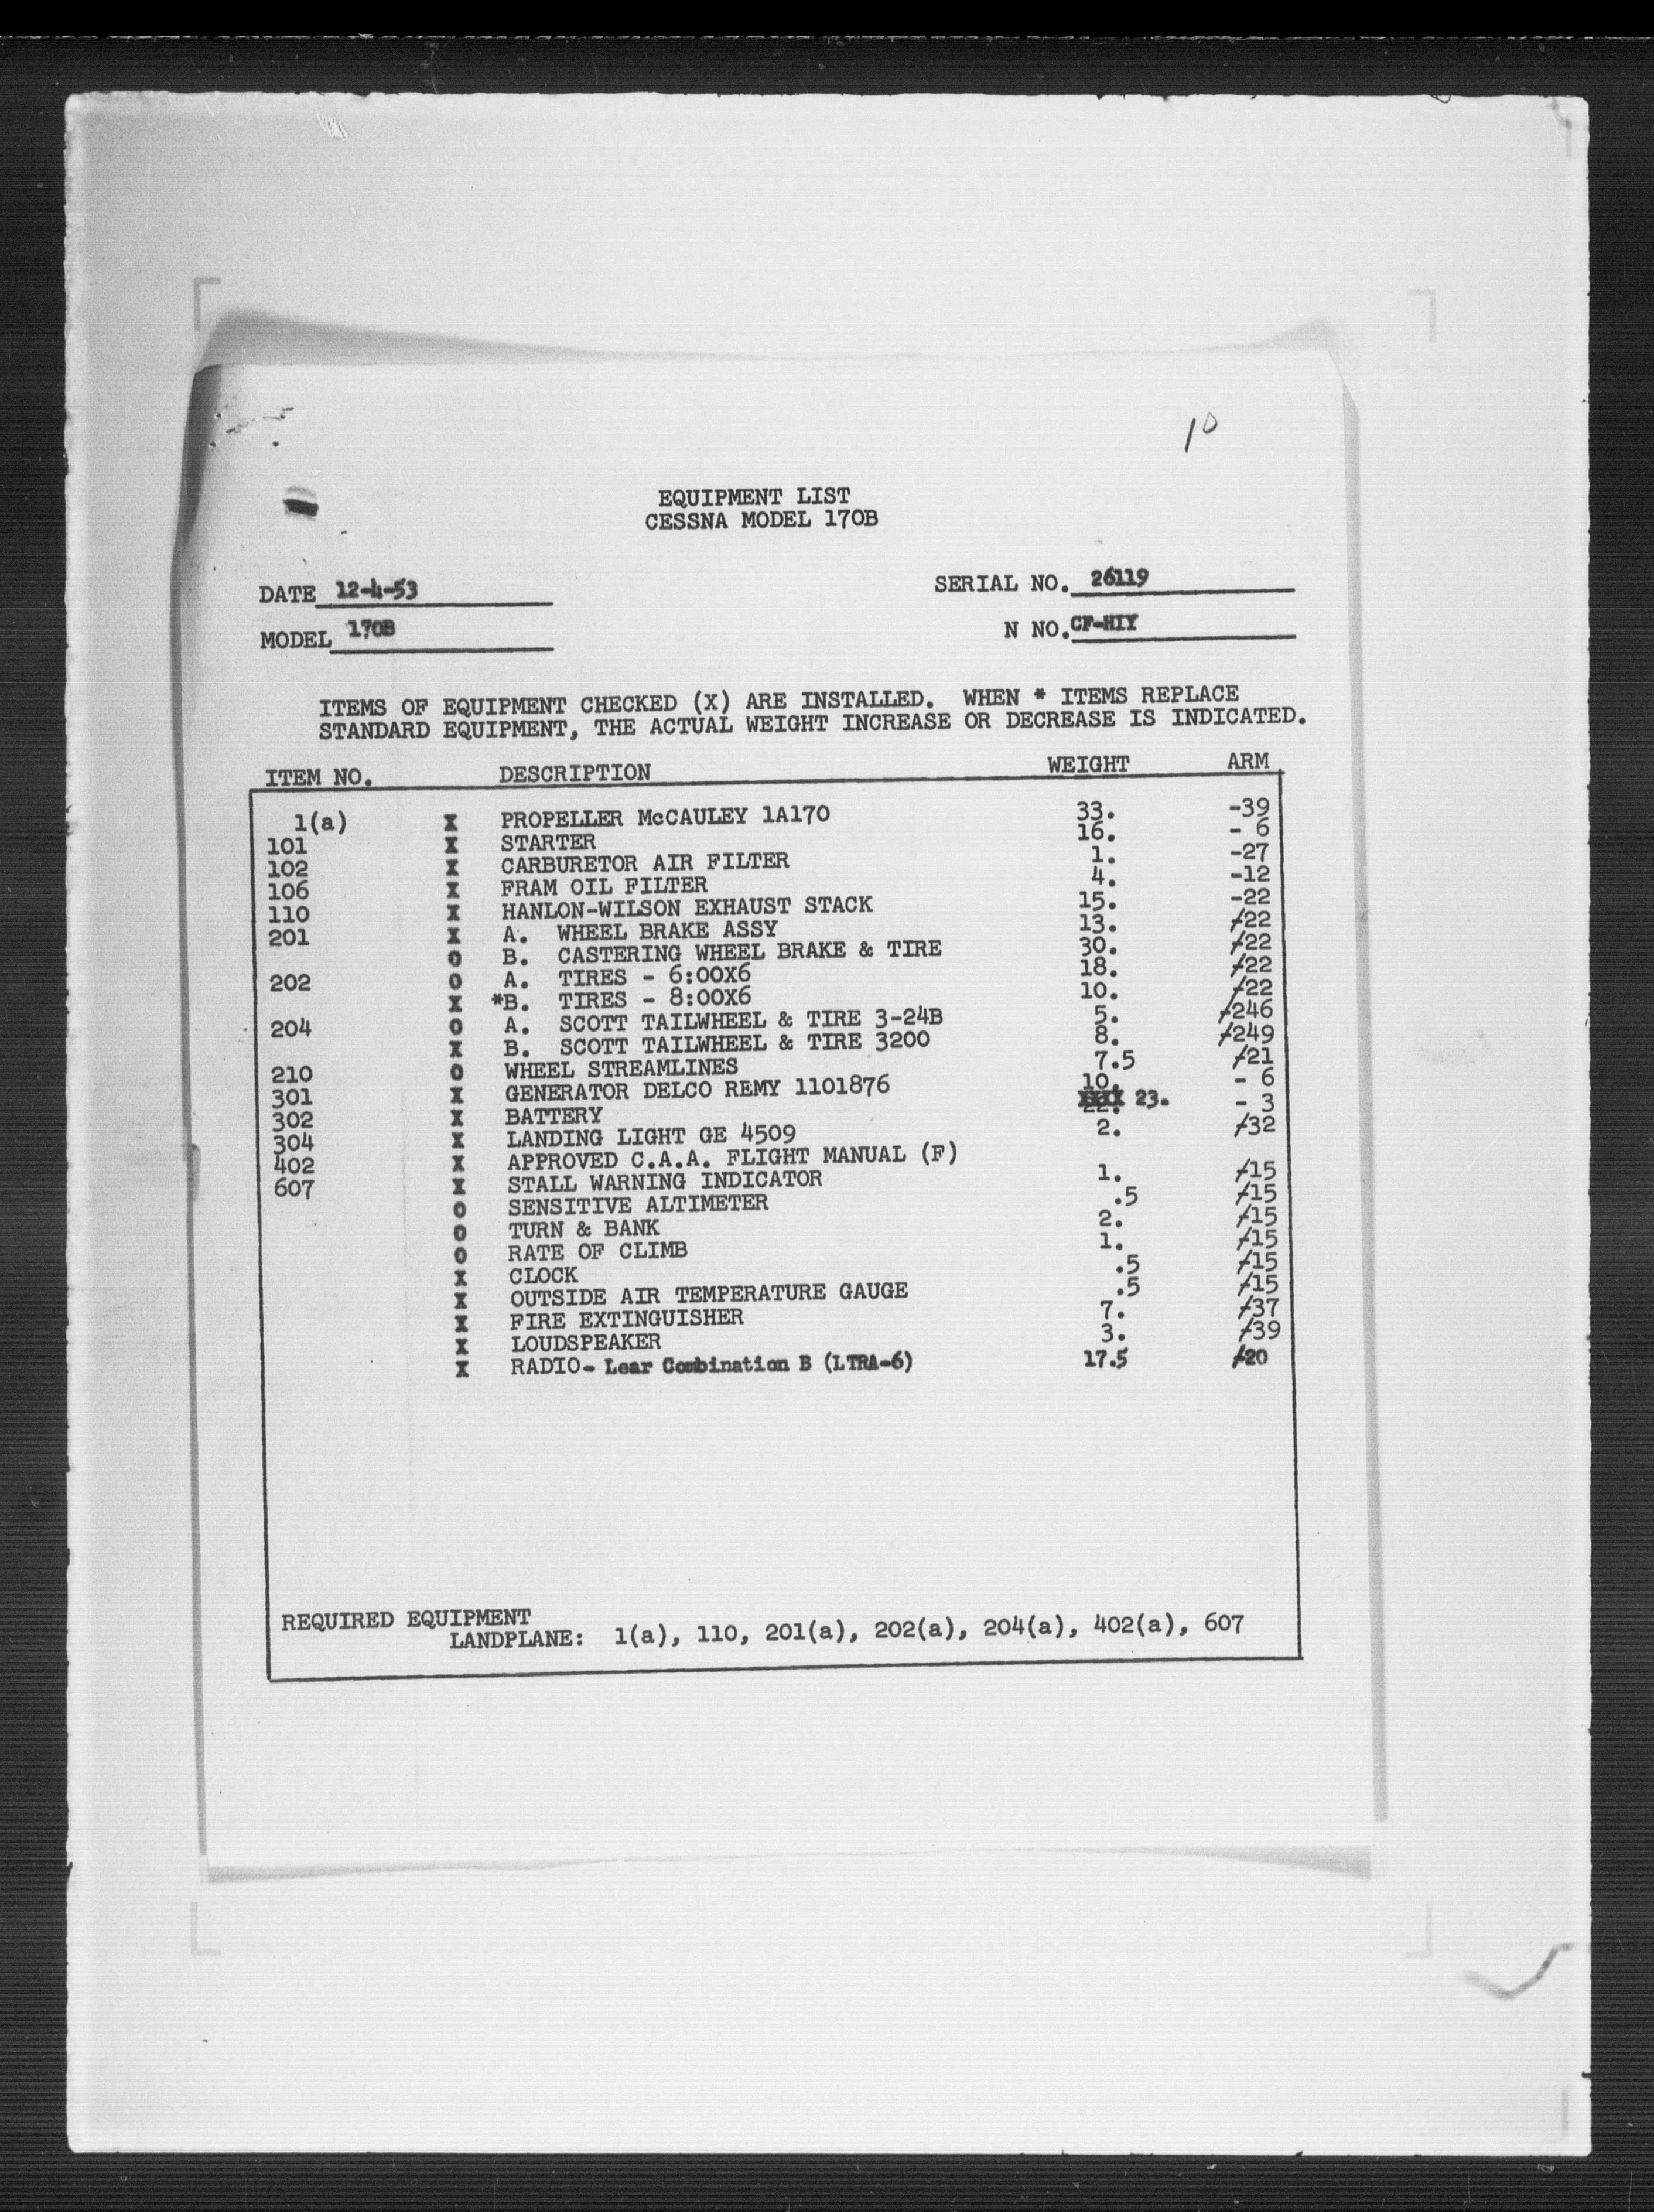 10
EQUIPMENT LIST
CESSNA MODEL 170B
DATE 12-4-53 SERIAL NO. 26119
MODEL 170B N NO. CF-HIY
ITEMS OF EQUIPMENT CHECKED (X) ARE INSTALLED. WHEN * ITEMS REPLACE
STANDARD EQUIPMENT, THE ACTUAL WEIGHT INCREASE OR DECREASE IS INDICATED.
ITEM NO. DESCRIPTION WEIGHT ARM
1(a) X PROPELLER McCAULEY 1A170 33. -39
101 X STARTER 16. - 6
102 X CARBURETOR AIR FILTER 1. -27
106 X FRAM OIL FILTER 4. -12
110 X HANLON-WILSON EXHAUST STACK 15. -22
201 X A. WHEEL BRAKE ASSY 13. +22
O B. CASTERING WHEEL BRAKE & TIRE 30. +22
202 O A. TIRES - 6:00X6 18. +22
X *B. TIRES - 8:00X6 10. +22
204 O A. SCOTT TAILWHEEL & TIRE 3-24B 5. +246
X B. SCOTT TAILWHEEL & TIRE 3200 8. +249
210 O WHEEL STREAMLINES 7.5 +21
301 X GENERATOR DELCO REMY 1101876 10. - 6
302 X BATTERY XXXX 22. 23. - 3
304 X LANDING LIGHT GE 4509 2. +32
402 X APPROVED C.A.A. FLIGHT MANUAL (F)
607 X STALL WARNING INDICATOR 1. +15
O SENSITIVE ALTIMETER .5 +15
O TURN & BANK 2. +15
O RATE OF CLIMB 1. +15
X CLOCK .5 +15
X OUTSIDE AIR TEMPERATURE GAUGE .5 +15
X FIRE EXTINGUISHER 7. +37
X LOUDSPEAKER 3. +39
X RADIO- Lear Combination B (LTRA-6) 17.5 +20
REQUIRED EQUIPMENT
LANDPLANE: 1(a), 110, 201(a), 202(a), 204(a), 402(a), 607